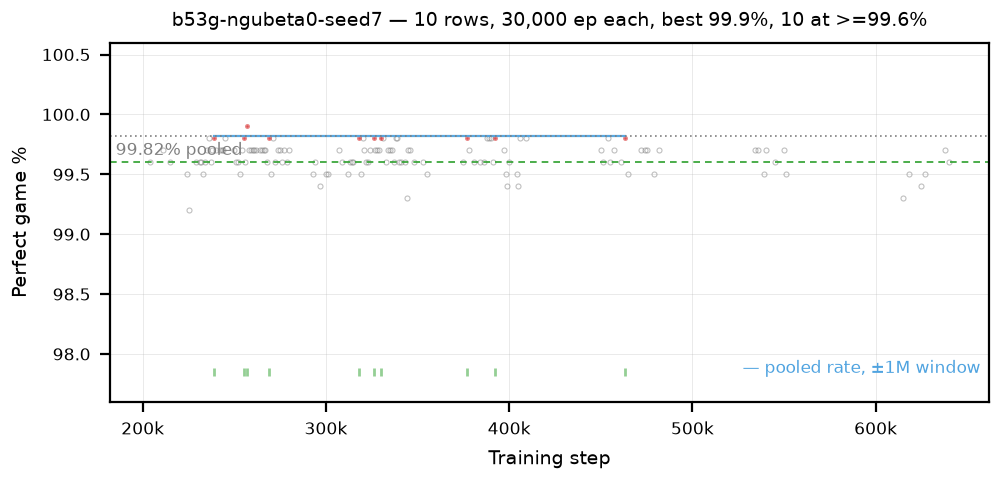 b53g-ngubeta0-seed7 — 10 rows, 30,000 ep each, best 99.9%, 10 at >=99.6%
100.5
100.0
99.5
99.0
98.5
98.0
Perfect game %
99.82% pooled
— pooled rate, ±1M window
200k
300k
400k
500k
600k
Training step